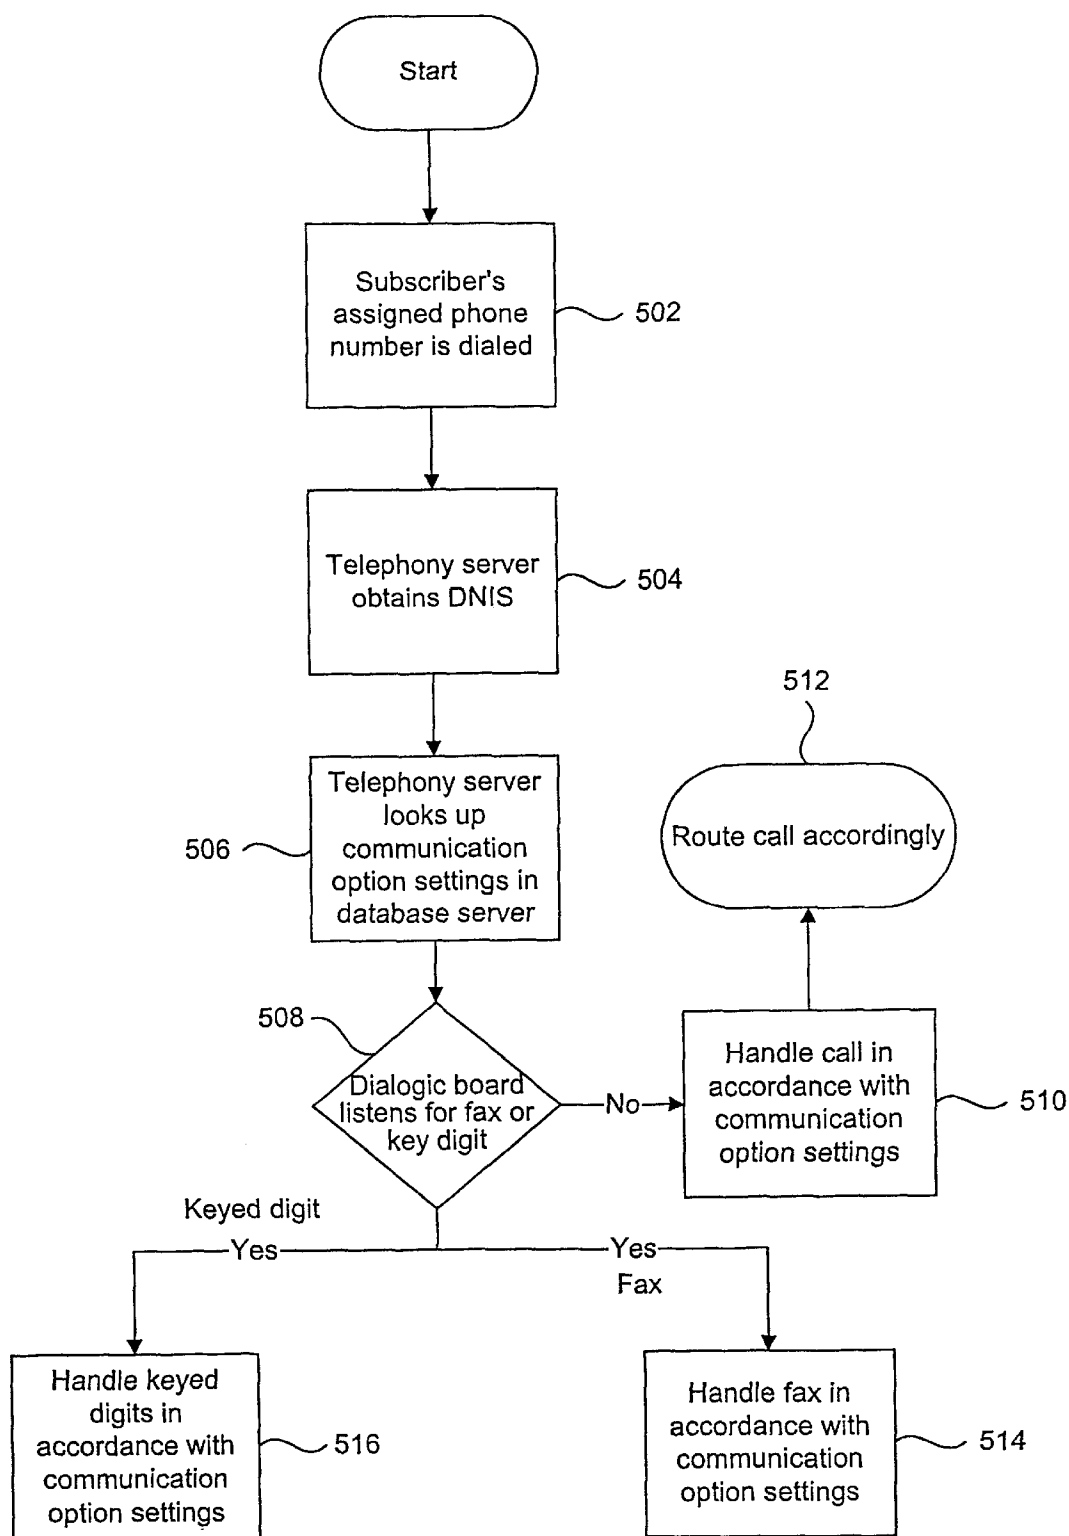 Start
Subscriber's
assigned phone
number is dialed
502
Telephony server
obtains DNIS
504
512
Telephony server
looks up
communication
option settings in
database server
506
Route call accordingly
508
Dialogic board
listens for fax or
key digit
No
Handle call in
accordance with
communication
option settings
510
Keyed digit
Yes
Yes
Fax
Handle keyed
digits in
accordance with
communication
option settings
516
Handle fax in
accordance with
communication
option settings
514